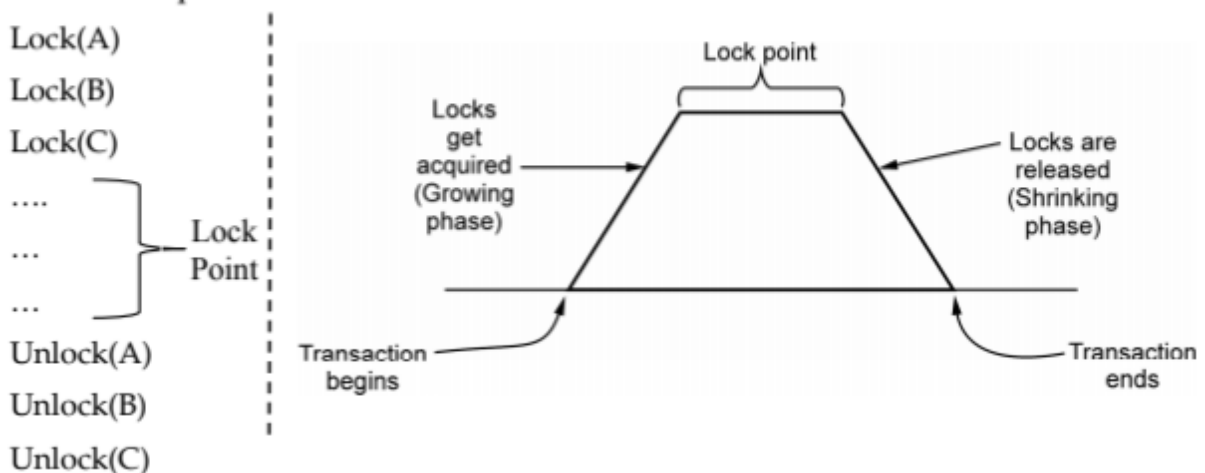 Lock(A)
Lock(B)
Lock(C)
....
...
...
Lock
Point
Unlock(A)
Unlock(B)
Unlock(C)
Lock point
Locks
get
acquired
(Growing
phase)
Locks are
released
(Shrinking
phase)
Transaction
begins
Transaction
ends